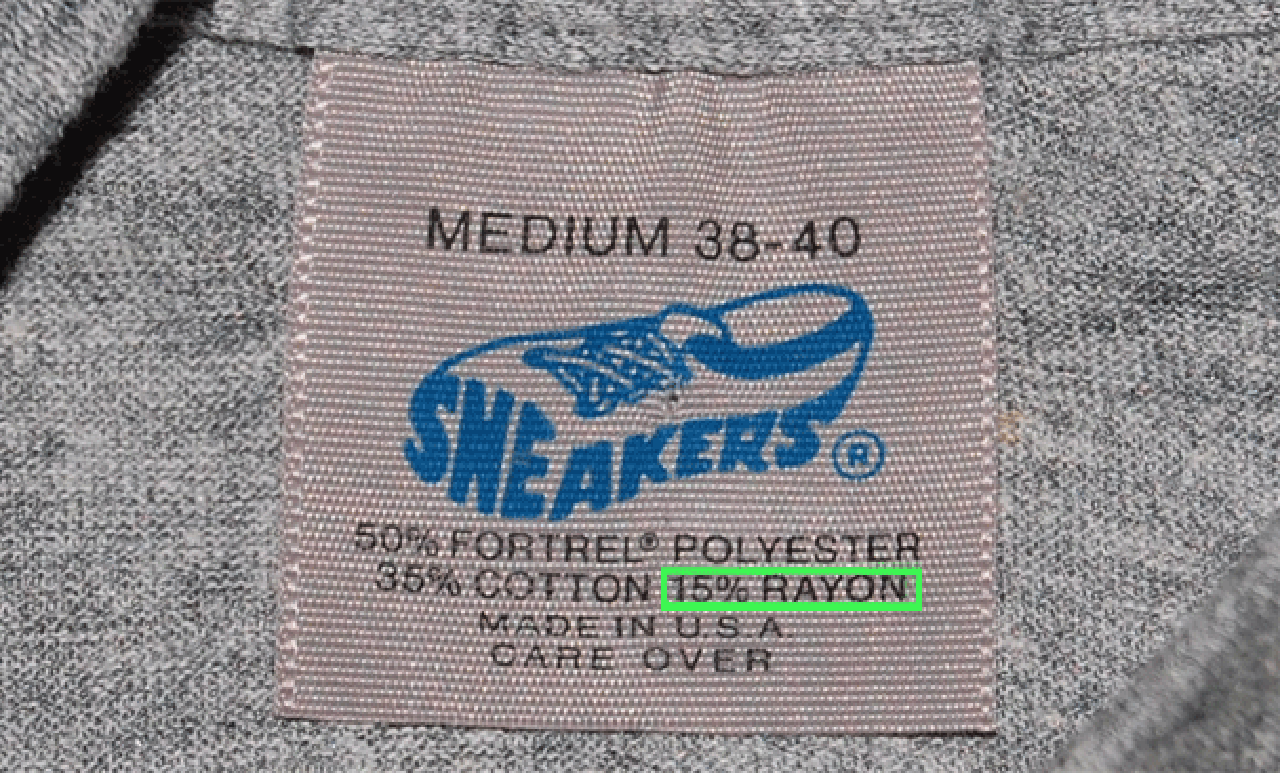 MEDIUM 38-40
SNEAKERS®
50% FORTREL® POLYESTER
35% COTTON 15% RAYON
MADE IN U.S.A.
CARE OVER